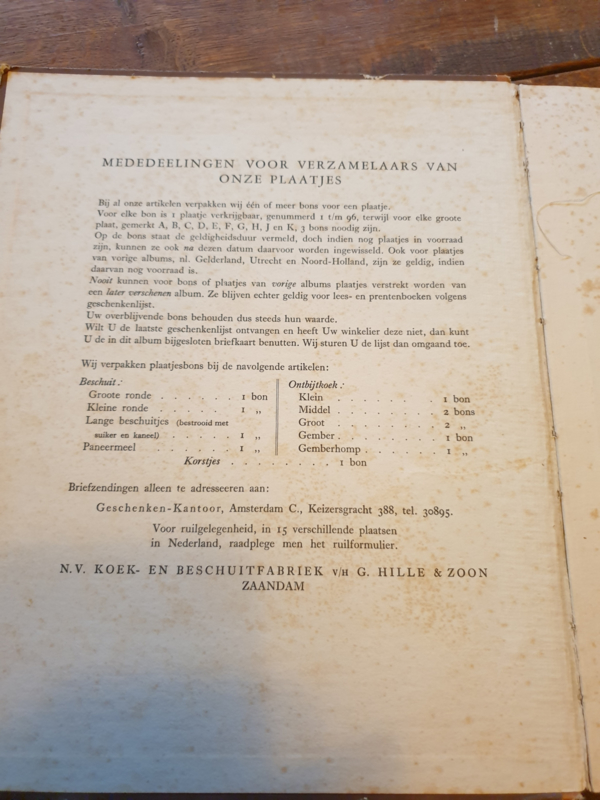 MEDEDEELINGEN VOOR VERZAMELAARS VAN
ONZE PLAATJES
Bij al onze artikelen verpakken wij één of meer bons voor een plaatje.
Voor elke bon is 1 plaatje verkrijgbaar, genummerd 1 t/m 96, terwijl voor elke groote
plaat, gemerkt A, B, C, D, E, F, G, H, J en K; 3 bons noodig zijn.
Op de bons staat de geldigheidsduur vermeld, doch indien nog plaatjes in voorraad
zijn, kunnen ze ook na dezen datum daarvoor worden ingewisseld. Ook voor plaatjes
van vorige albums, nl. Gelderland, Utrecht en Noord-Holland, zijn ze geldig, indien
daarvan nog voorraad is.
Nooit kunnen voor bons of plaatjes van vorige albums plaatjes verstrekt worden van
een later verschenen album. Ze blijven echter geldig voor lees- en prentenboeken volgens
geschenkenlijst.
Uw overblijvende bons behouden dus steeds hun waarde.
Wilt U de laatste geschenkenlijst ontvangen en heeft Uw winkelier deze niet, dan kunt
U de in dit album bijgesloten briefkaart benutten. Wij sturen U de lijst dan omgaand toe.
Wij verpakken plaatjesbons bij de navolgende artikelen:
Beschuit:
Groote ronde . . . . . . 1 bon
Kleine ronde . . . . . . 1 „
Lange beschuitjes (bestrooid met
suiker en kaneel) . . . . . 1 „
Paneermeel . . . . . . 1 „
Ontbijtkoek:
Klein . . . . . . . 1 bon
Middel . . . . . . . 2 bons
Groot . . . . . . . 2 „
Gember . . . . . . . 1 bon
Gemberhomp . . . . . 1 „
Korstjes . . . . . . . . 1 bon
Briefzendingen alleen te adresseeren aan:
Geschenken-Kantoor, Amsterdam C., Keizersgracht 388, tel. 30895.
Voor ruilgelegenheid, in 15 verschillende plaatsen
in Nederland, raadplege men het ruilformulier.
N.V. KOEK- EN BESCHUITFABRIEK V/H G. HILLE & ZOON
ZAANDAM